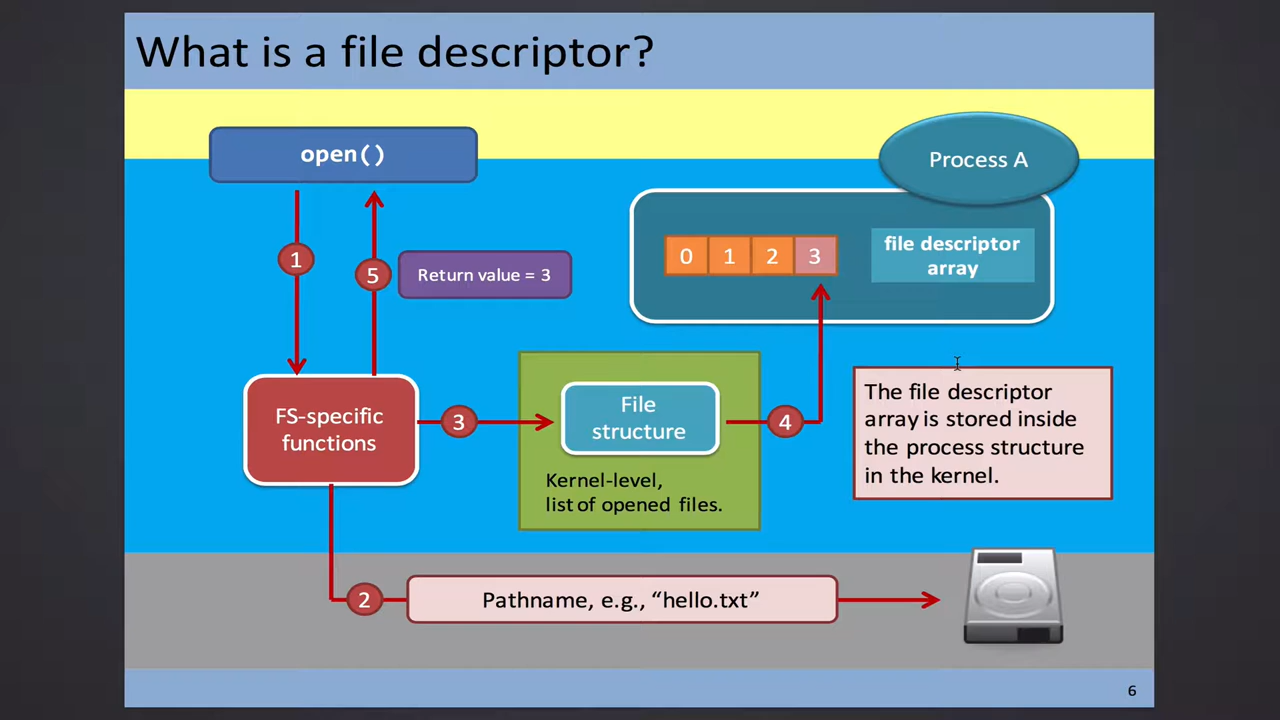 What is a file descriptor?
open()
Process A
0 1 2 3
file descriptor
array
1
5
Return value = 3
FS-specific
functions
3
File
structure
4
Kernel-level,
list of opened files.
The file descriptor
array is stored inside
the process structure
in the kernel.
2
Pathname, e.g., “hello.txt”
6